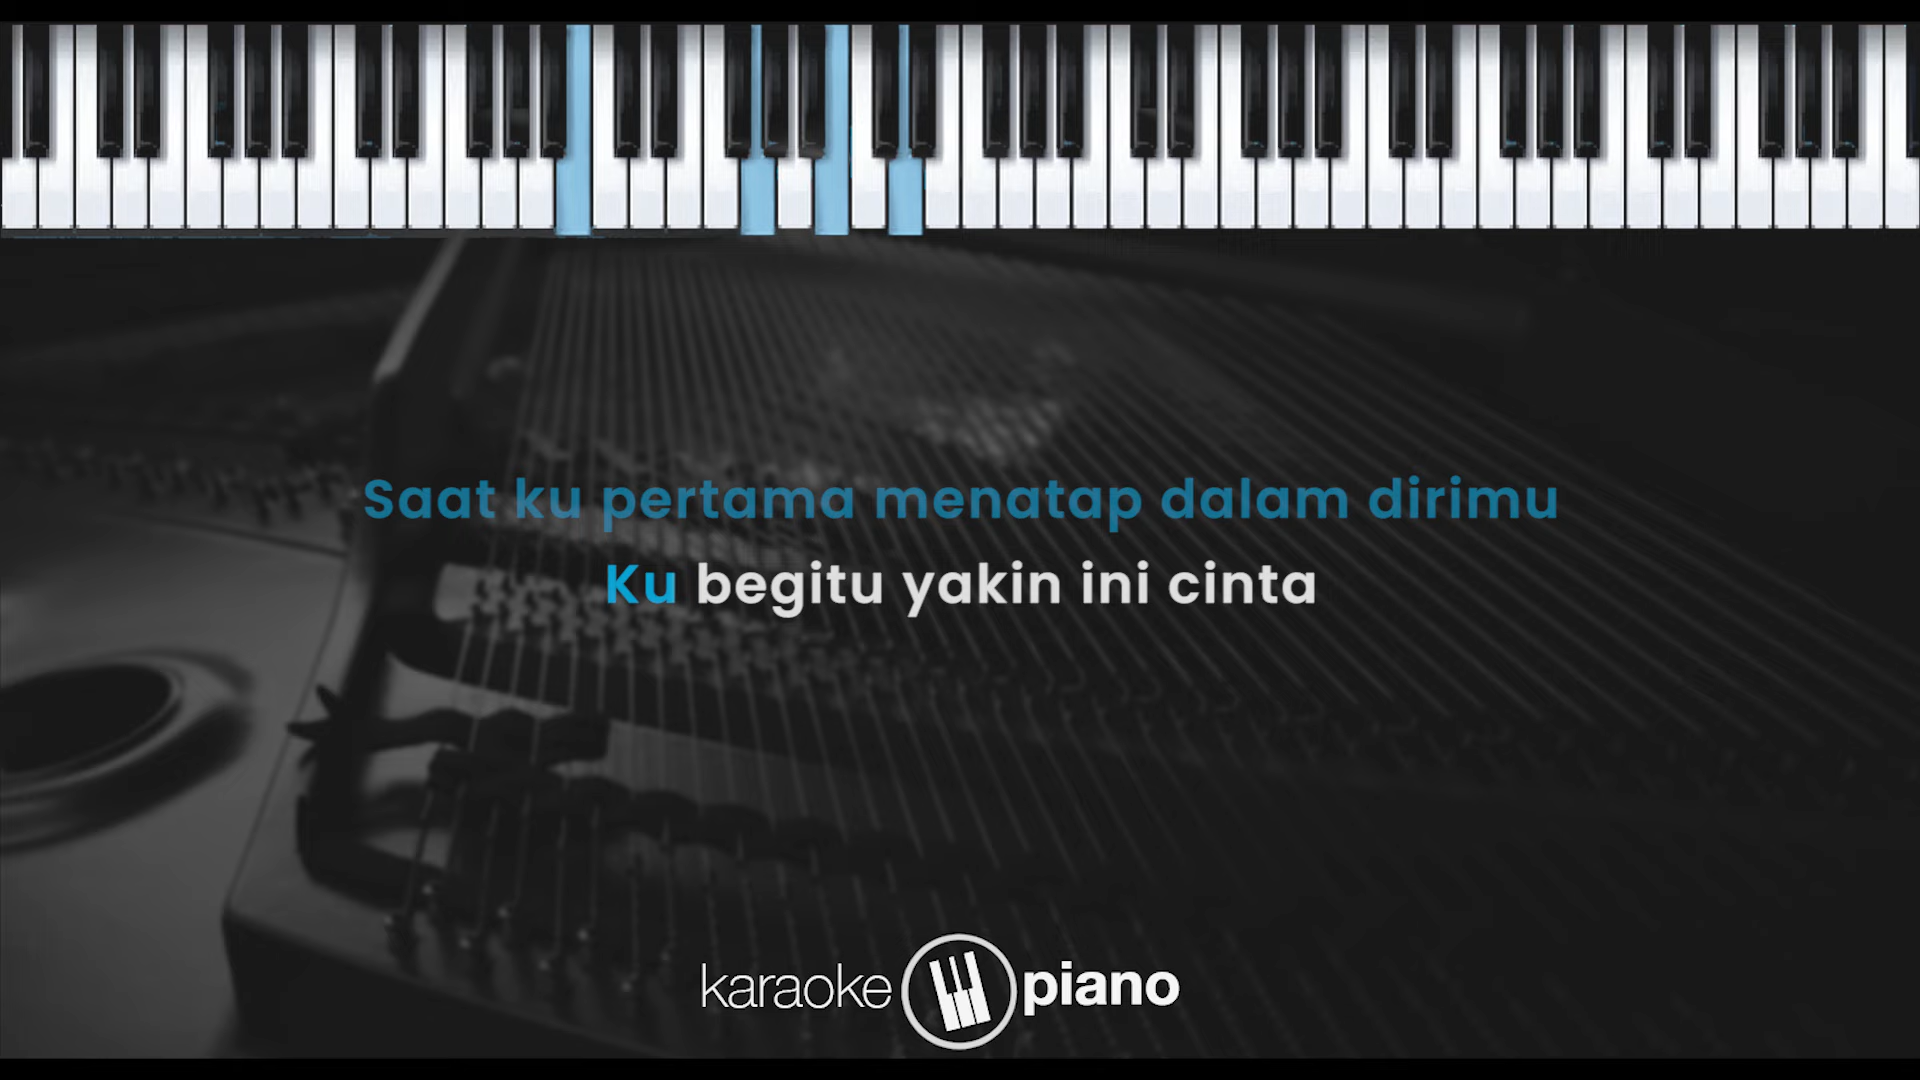 Saat ku pertama menatap dalam dirimu
Ku begitu yakin ini cinta
karaoke piano